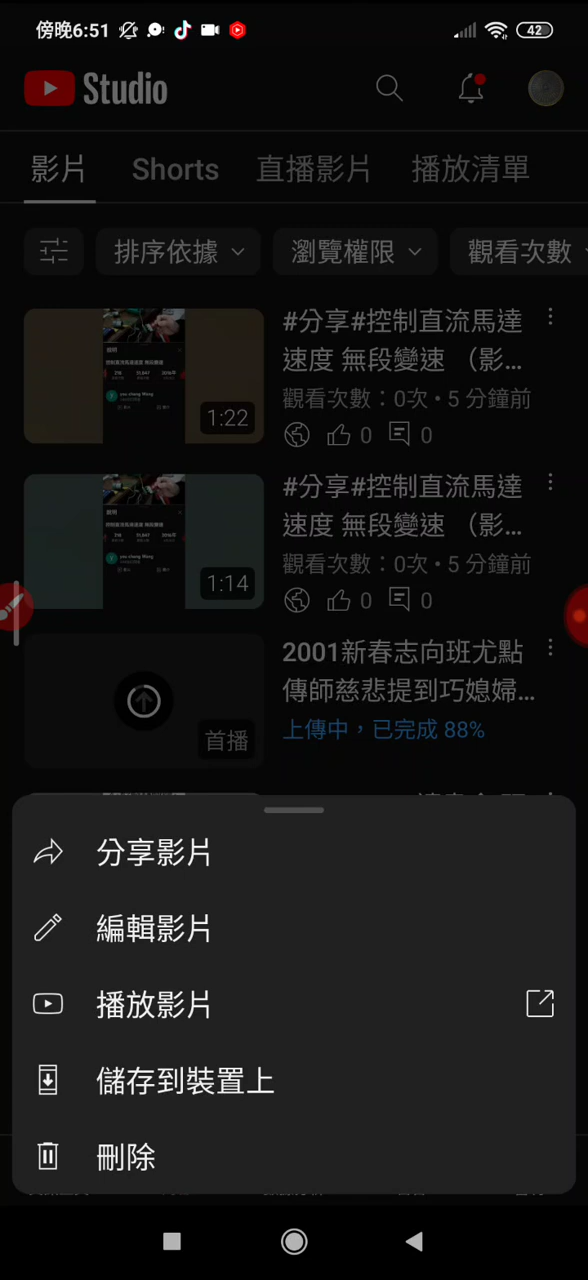 傍晚6:51
42
Studio
影片 Shorts 直播影片 播放清單
排序依據 瀏覽權限 觀看次數
#分享#控制直流馬達
速度 無段變速 （影...
觀看次數：0次 • 5 分鐘前
0 0
1:22
#分享#控制直流馬達
速度 無段變速 （影...
觀看次數：0次 • 5 分鐘前
0 0
1:14
2001新春志向班尤點
傳師慈悲提到巧媳婦...
上傳中，已完成 88%
首播
分享影片
編輯影片
播放影片
儲存到裝置上
刪除